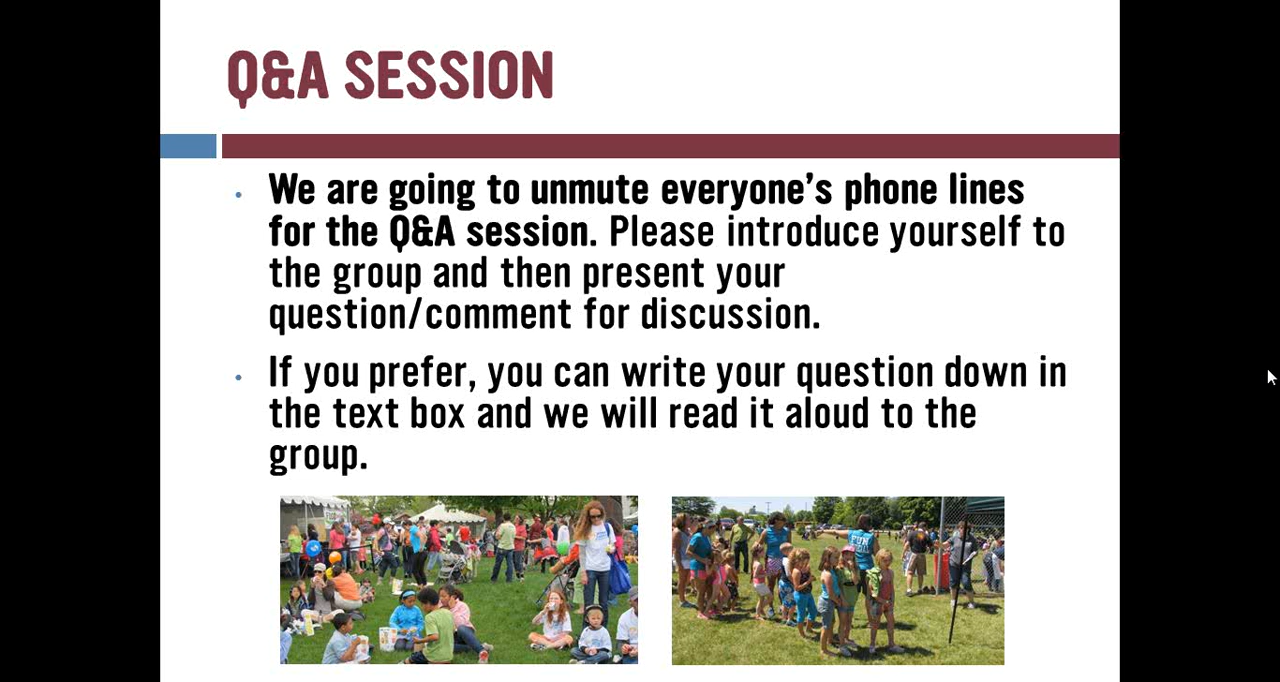 Q&A SESSION
• We are going to unmute everyone’s phone lines
for the Q&A session. Please introduce yourself to
the group and then present your
question/comment for discussion.
• If you prefer, you can write your question down in
the text box and we will read it aloud to the
group.
FUN